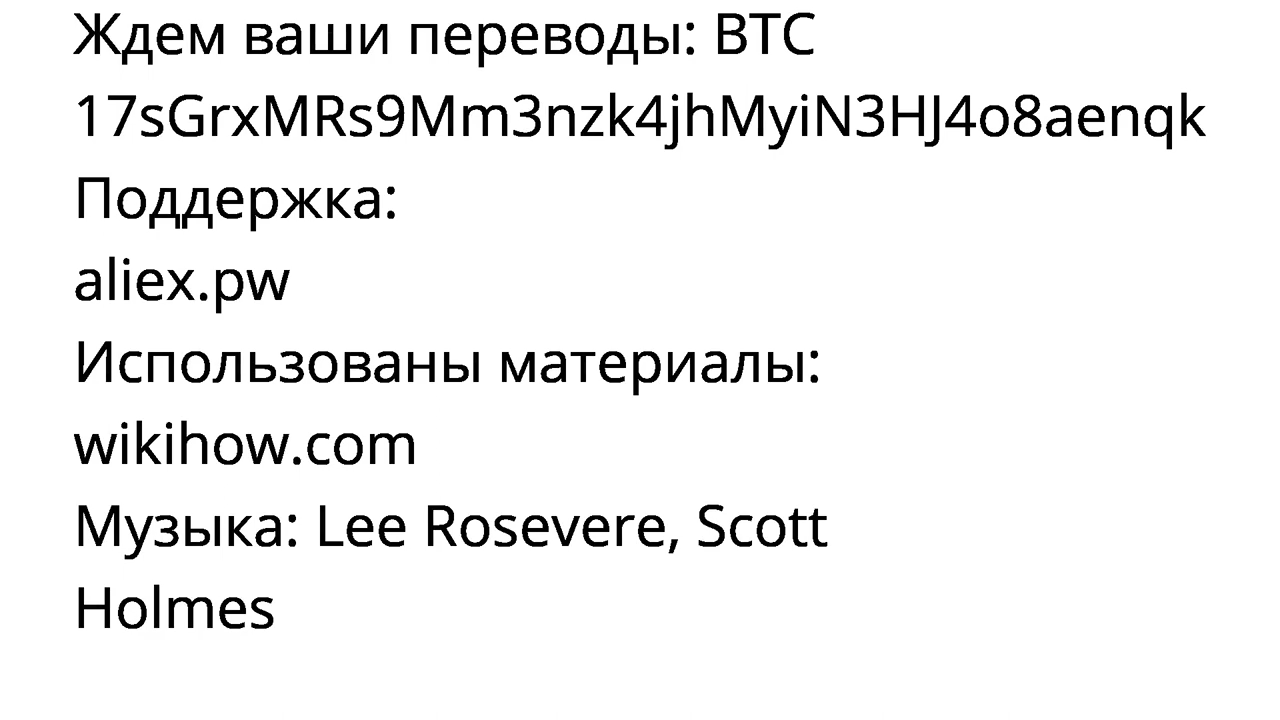 Ждем ваши переводы: BTC
17sGrxMRs9Mm3nzk4jhMyiN3HJ4o8aenqk
Поддержка:
aliex.pw
Использованы материалы:
wikihow.com
Музыка: Lee Rosevere, Scott
Holmes